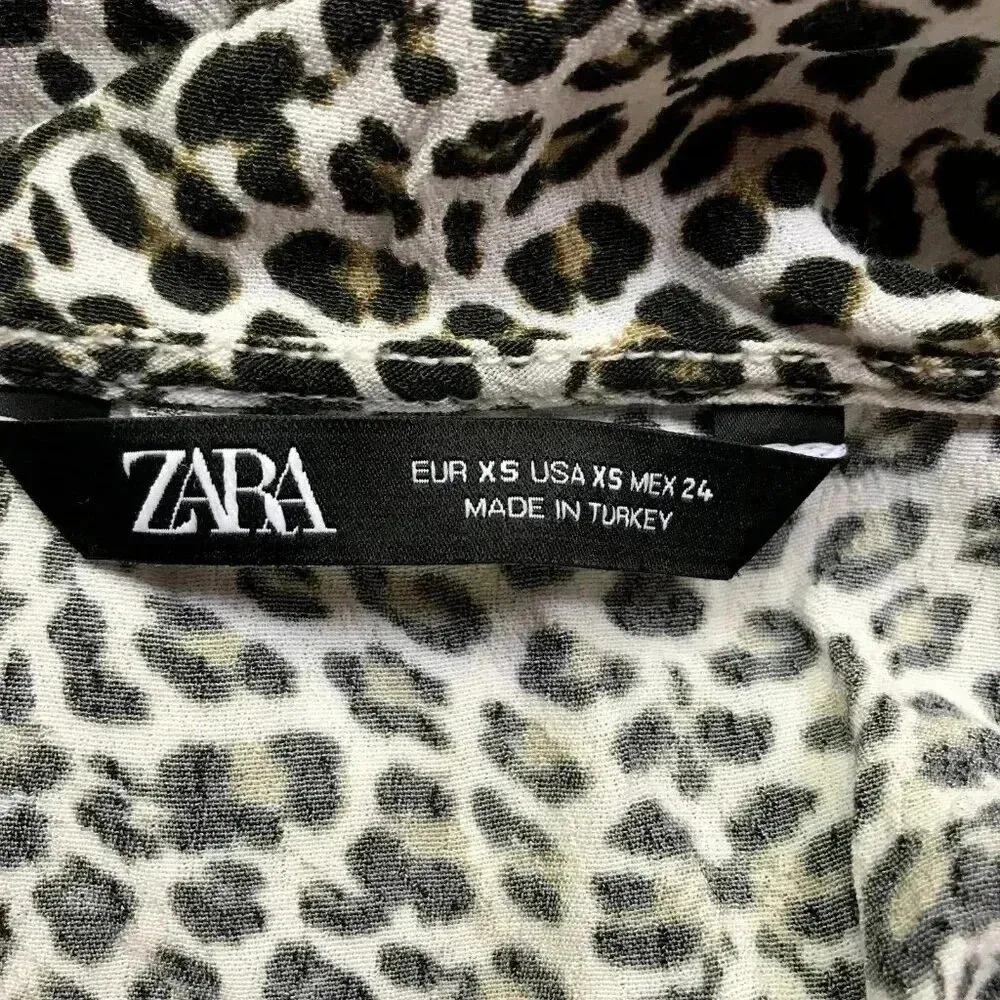 ZARA
EUR XS USA XS MEX 24
MADE IN TURKEY